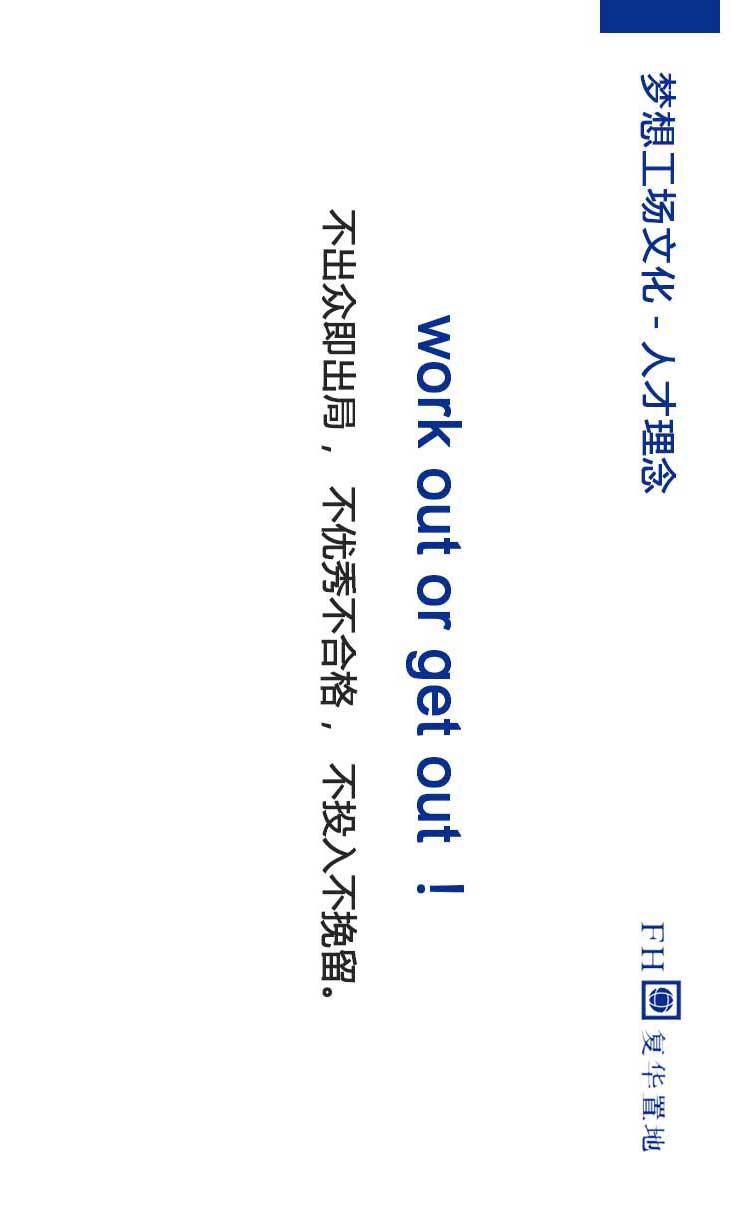 梦想工场文化 - 人才理念
FH 复华置地
work out or get out ！
不出众即出局， 不优秀不合格， 不投入不挽留。